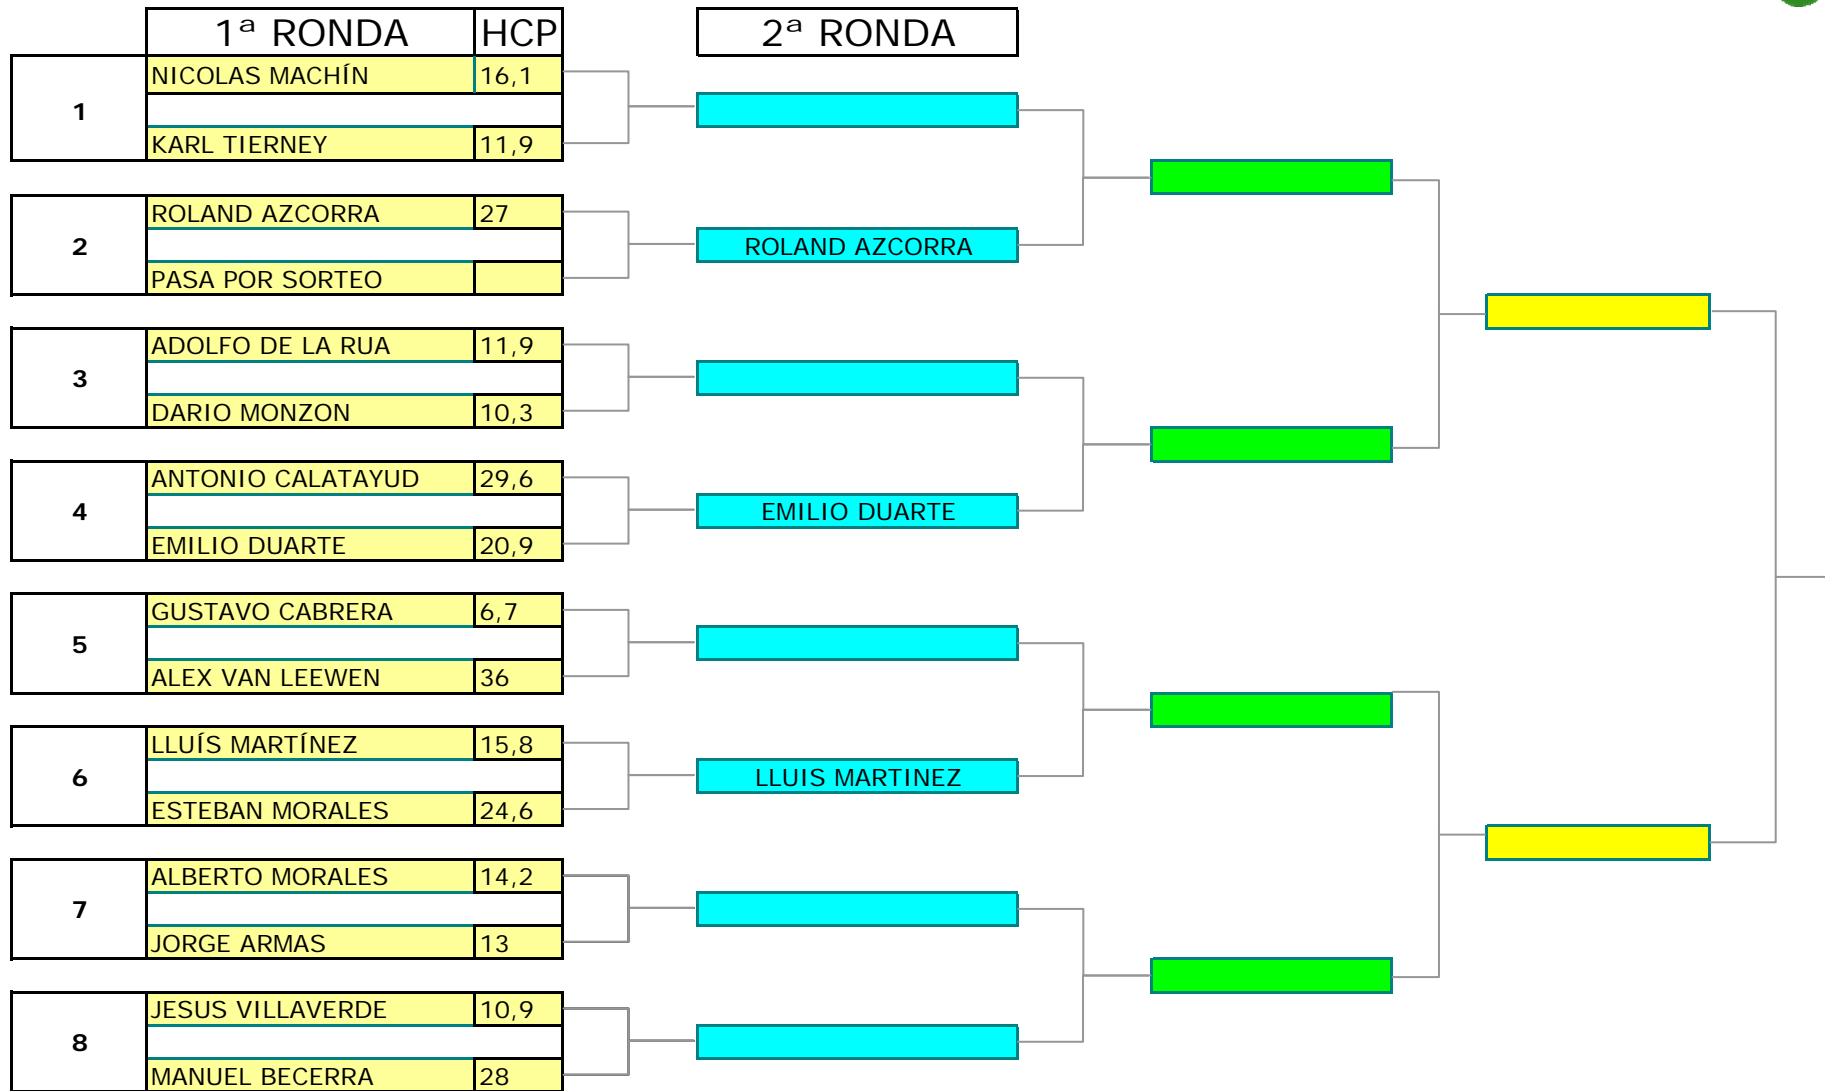 1ª RONDA HCP 2ª RONDA
1
NICOLAS MACHÍN 16,1
KARL TIERNEY 11,9
2
ROLAND AZCORRA 27
PASA POR SORTEO
ROLAND AZCORRA
3
ADOLFO DE LA RUA 11,9
DARIO MONZON 10,3
4
ANTONIO CALATAYUD 29,6
EMILIO DUARTE 20,9
EMILIO DUARTE
5
GUSTAVO CABRERA 6,7
ALEX VAN LEEWEN 36
6
LLUÍS MARTÍNEZ 15,8
ESTEBAN MORALES 24,6
LLUIS MARTINEZ
7
ALBERTO MORALES 14,2
JORGE ARMAS 13
8
JESUS VILLAVERDE 10,9
MANUEL BECERRA 28